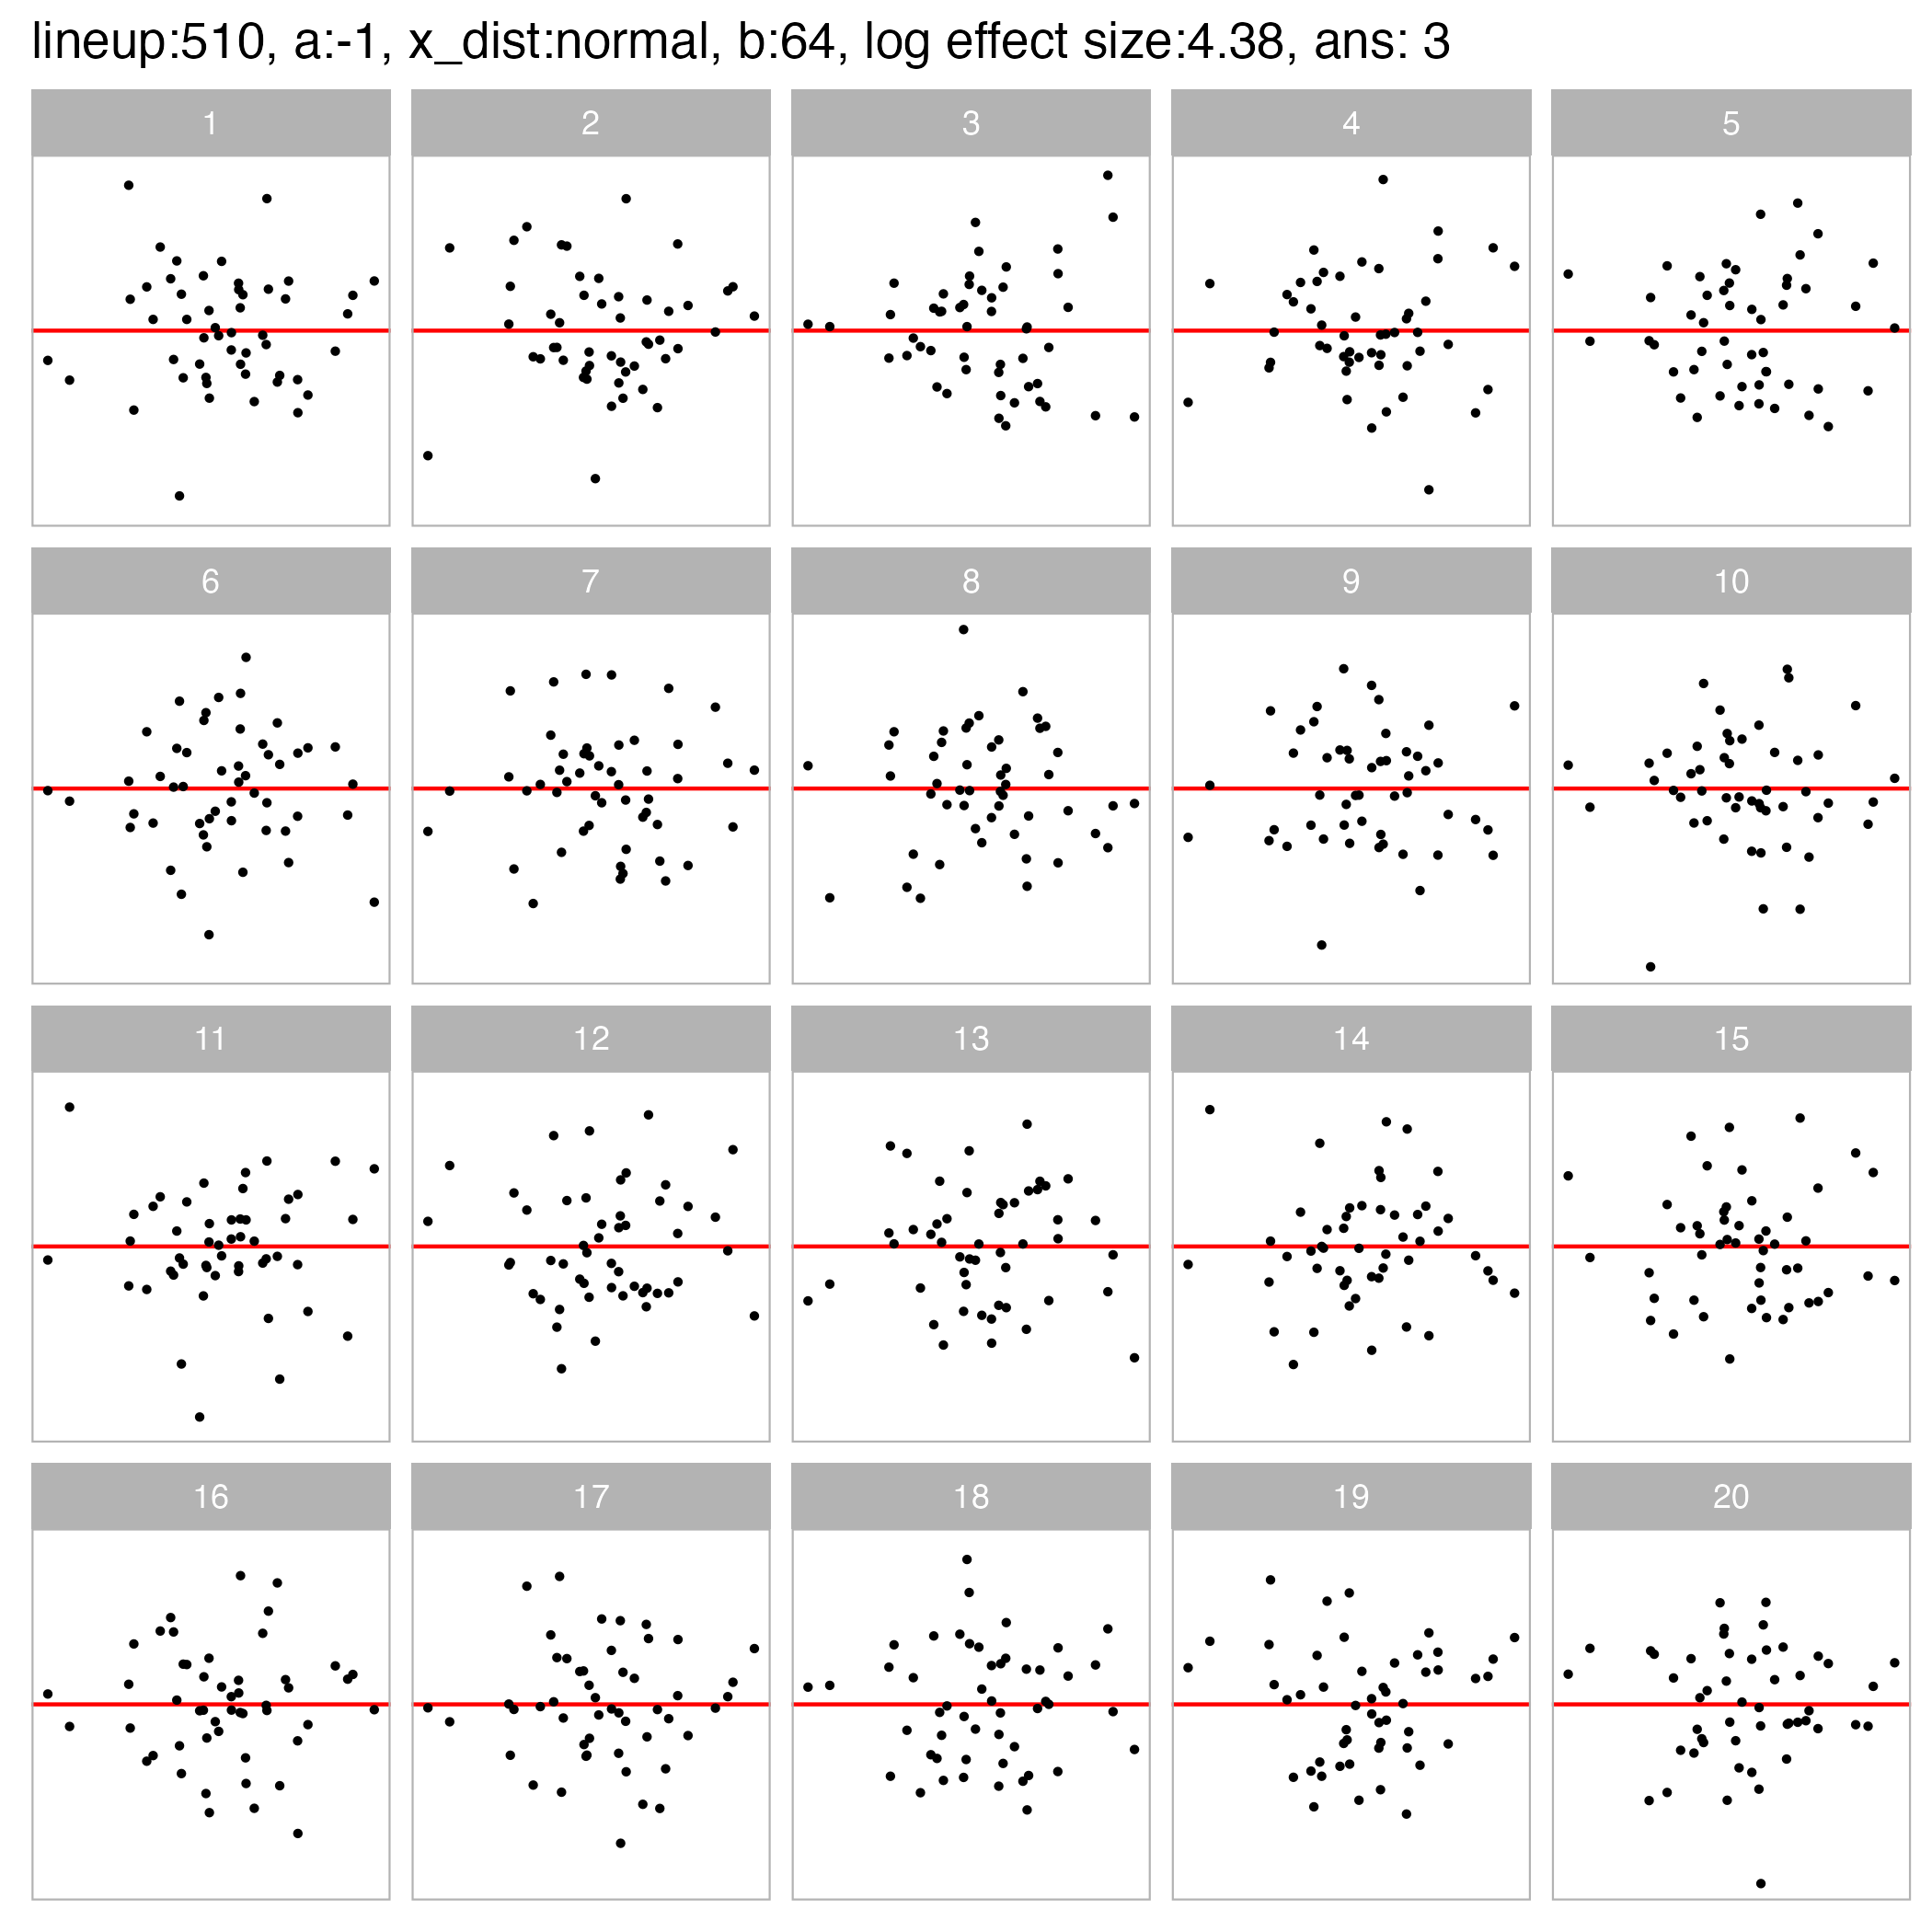 lineup:510, a:-1, x_dist:normal, b:64, log effect size:4.38, ans: 3
1 2 3 4 5
6 7 8 9 10
11 12 13 14 15
16 17 18 19 20